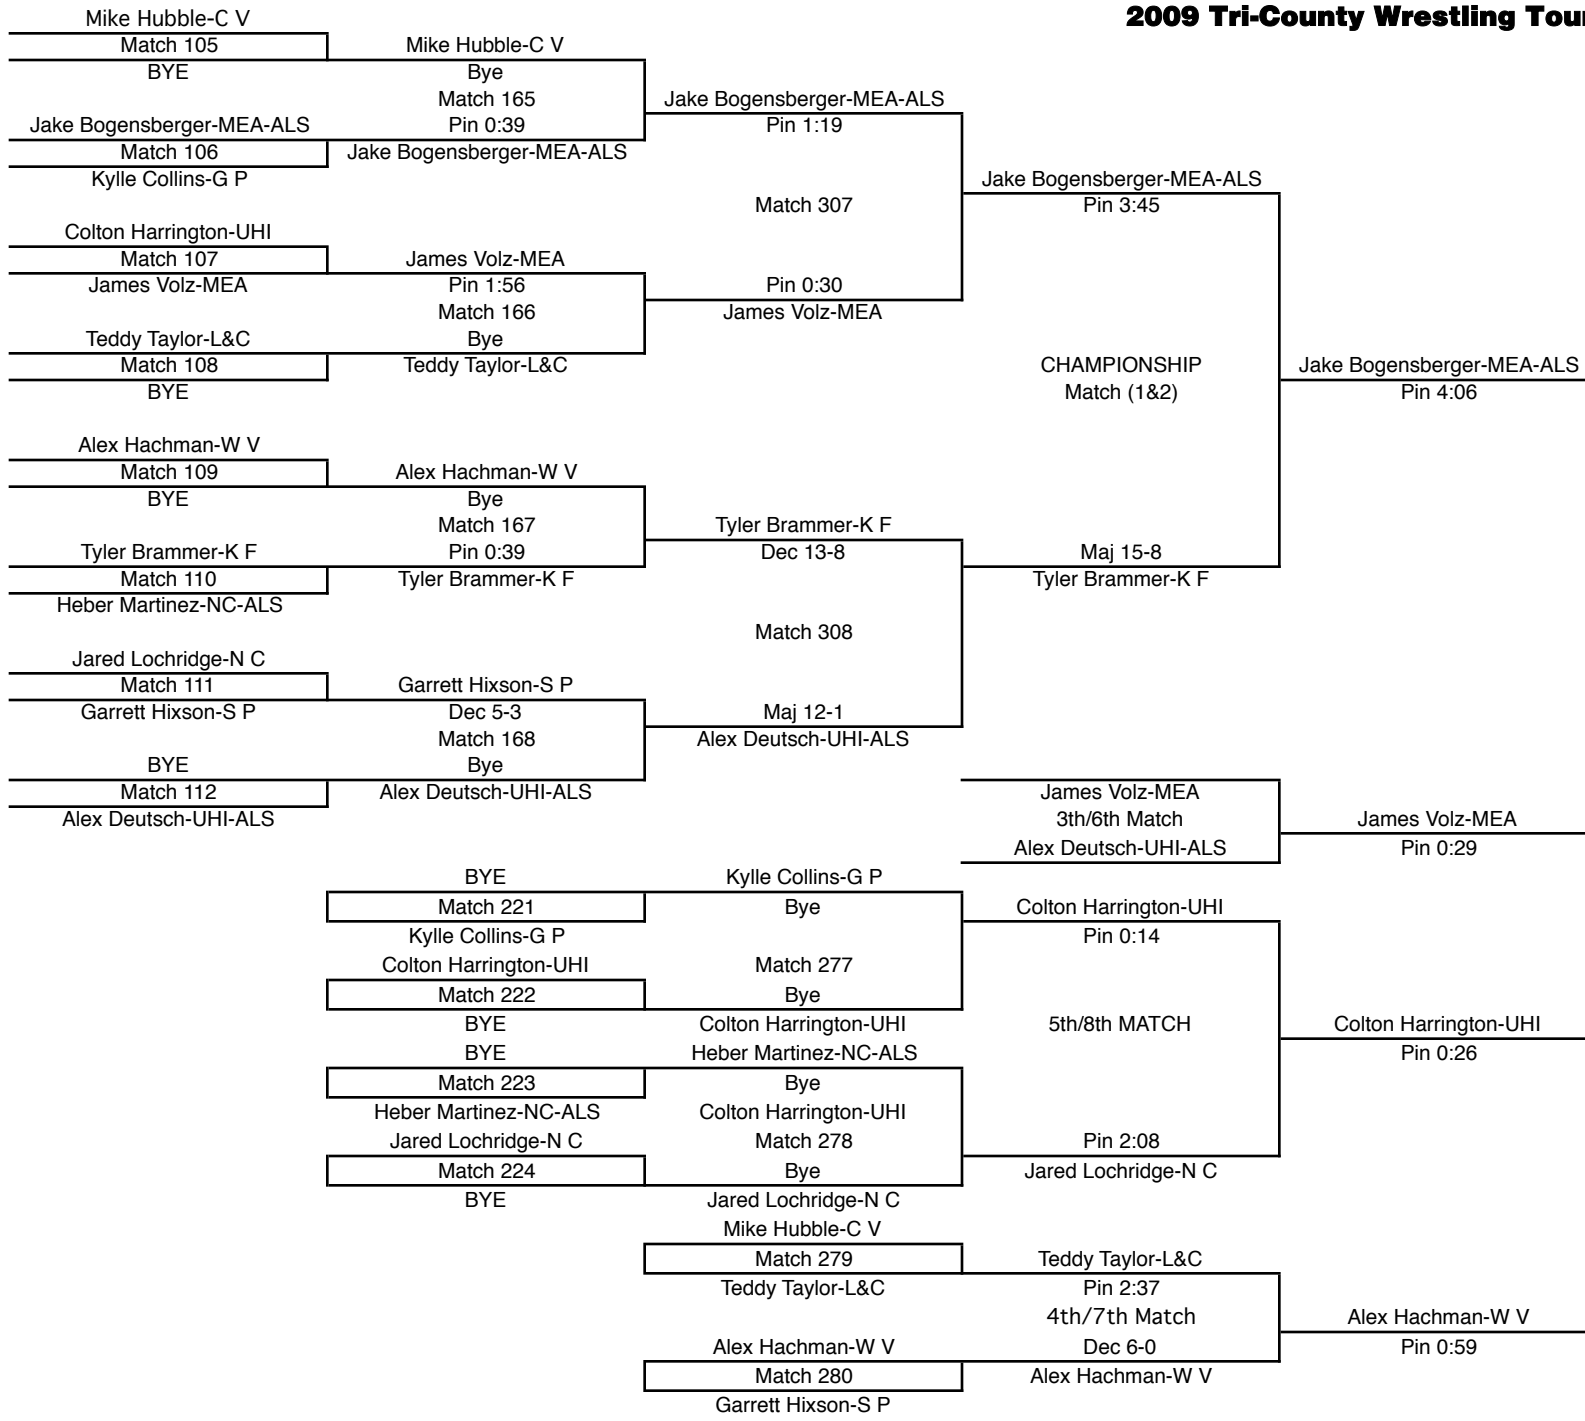 2009 Tri-County Wrestling Tour
Mike Hubble-C V
Match 105
BYE
Jake Bogensberger-MEA-ALS
Match 106
Kylle Collins-G P
Colton Harrington-UHI
Match 107
James Volz-MEA
Teddy Taylor-L&C
Match 108
BYE
Alex Hachman-W V
Match 109
BYE
Tyler Brammer-K F
Match 110
Heber Martinez-NC-ALS
Jared Lochridge-N C
Match 111
Garrett Hixson-S P
BYE
Match 112
Alex Deutsch-UHI-ALS
Mike Hubble-C V
Bye
Match 165
Pin 0:39
Jake Bogensberger-MEA-ALS
James Volz-MEA
Pin 1:56
Match 166
Bye
Teddy Taylor-L&C
Alex Hachman-W V
Bye
Match 167
Pin 0:39
Tyler Brammer-K F
Garrett Hixson-S P
Dec 5-3
Match 168
Bye
Alex Deutsch-UHI-ALS
Jake Bogensberger-MEA-ALS
Pin 1:19
Match 307
Pin 0:30
James Volz-MEA
Tyler Brammer-K F
Dec 13-8
Match 308
Maj 12-1
Alex Deutsch-UHI-ALS
Jake Bogensberger-MEA-ALS
Pin 3:45
CHAMPIONSHIP
Match (1&2)
Maj 15-8
Tyler Brammer-K F
Jake Bogensberger-MEA-ALS
Pin 4:06
James Volz-MEA
3th/6th Match
Alex Deutsch-UHI-ALS
James Volz-MEA
Pin 0:29
BYE
Match 221
Kylle Collins-G P
Colton Harrington-UHI
Match 222
BYE
BYE
Match 223
Heber Martinez-NC-ALS
Jared Lochridge-N C
Match 224
BYE
Kylle Collins-G P
Bye
Match 277
Bye
Colton Harrington-UHI
Heber Martinez-NC-ALS
Bye
Colton Harrington-UHI
Match 278
Bye
Jared Lochridge-N C
Colton Harrington-UHI
Pin 0:14
5th/8th MATCH
Pin 2:08
Jared Lochridge-N C
Colton Harrington-UHI
Pin 0:26
Mike Hubble-C V
Match 279
Teddy Taylor-L&C
Alex Hachman-W V
Match 280
Garrett Hixson-S P
Teddy Taylor-L&C
Pin 2:37
4th/7th Match
Dec 6-0
Alex Hachman-W V
Alex Hachman-W V
Pin 0:59